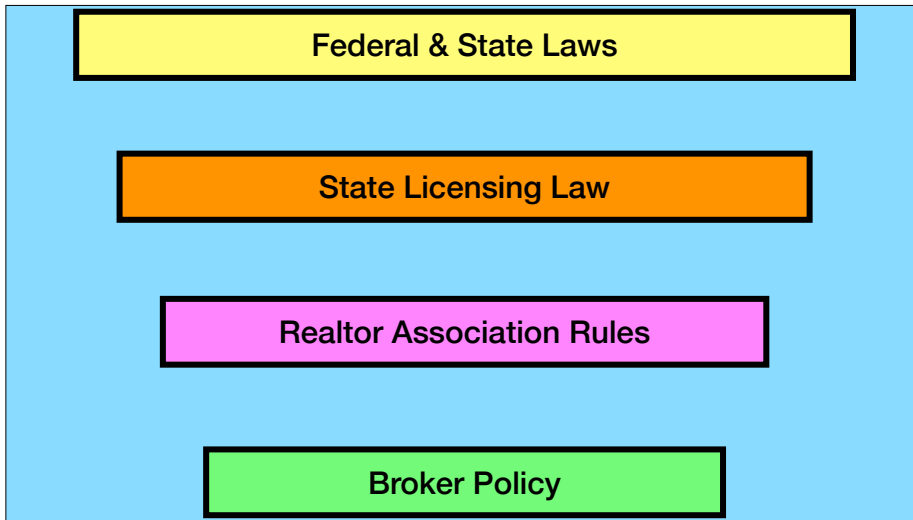 Federal & State Laws
State Licensing Law
Realtor Association Rules
Broker Policy